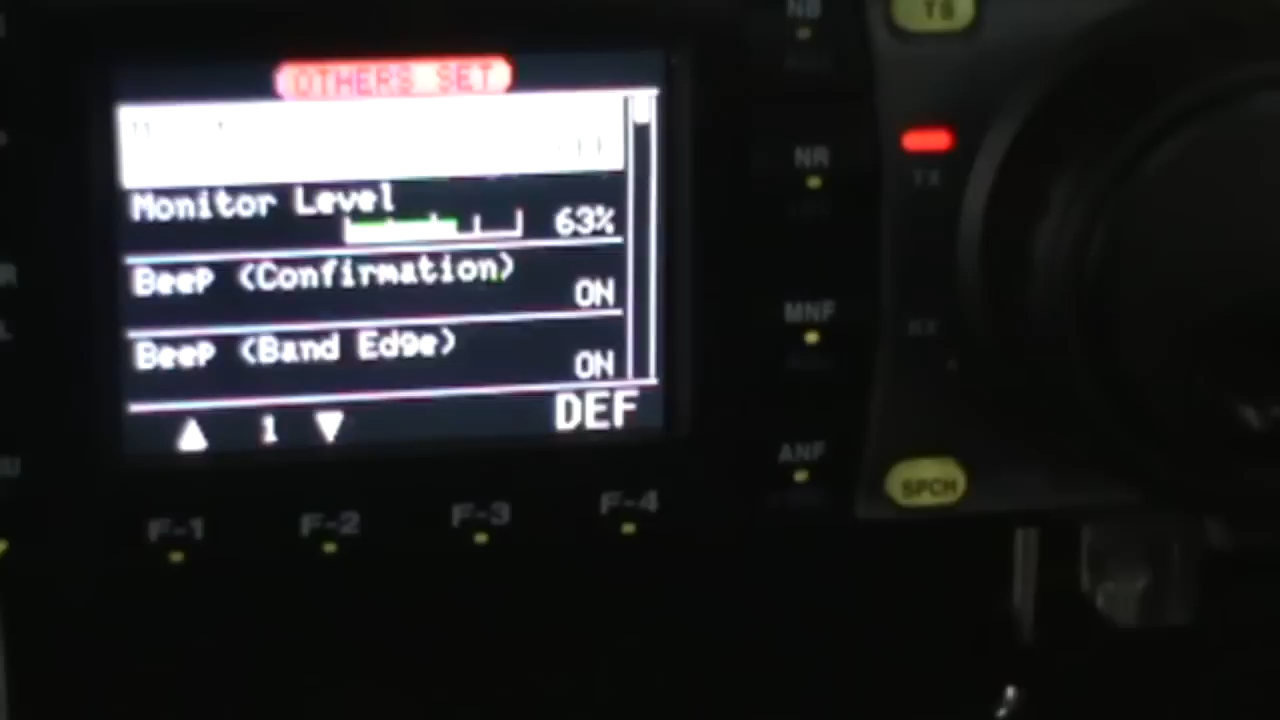 OTHERS SET
Monitor Level
63%
Beep (Confirmation)
ON
Beep (Band Edge)
ON
1
DEF
F-1
F-2
F-3
F-4
NB
NR
MNF
ANF
TS
TX
RX
SPCH